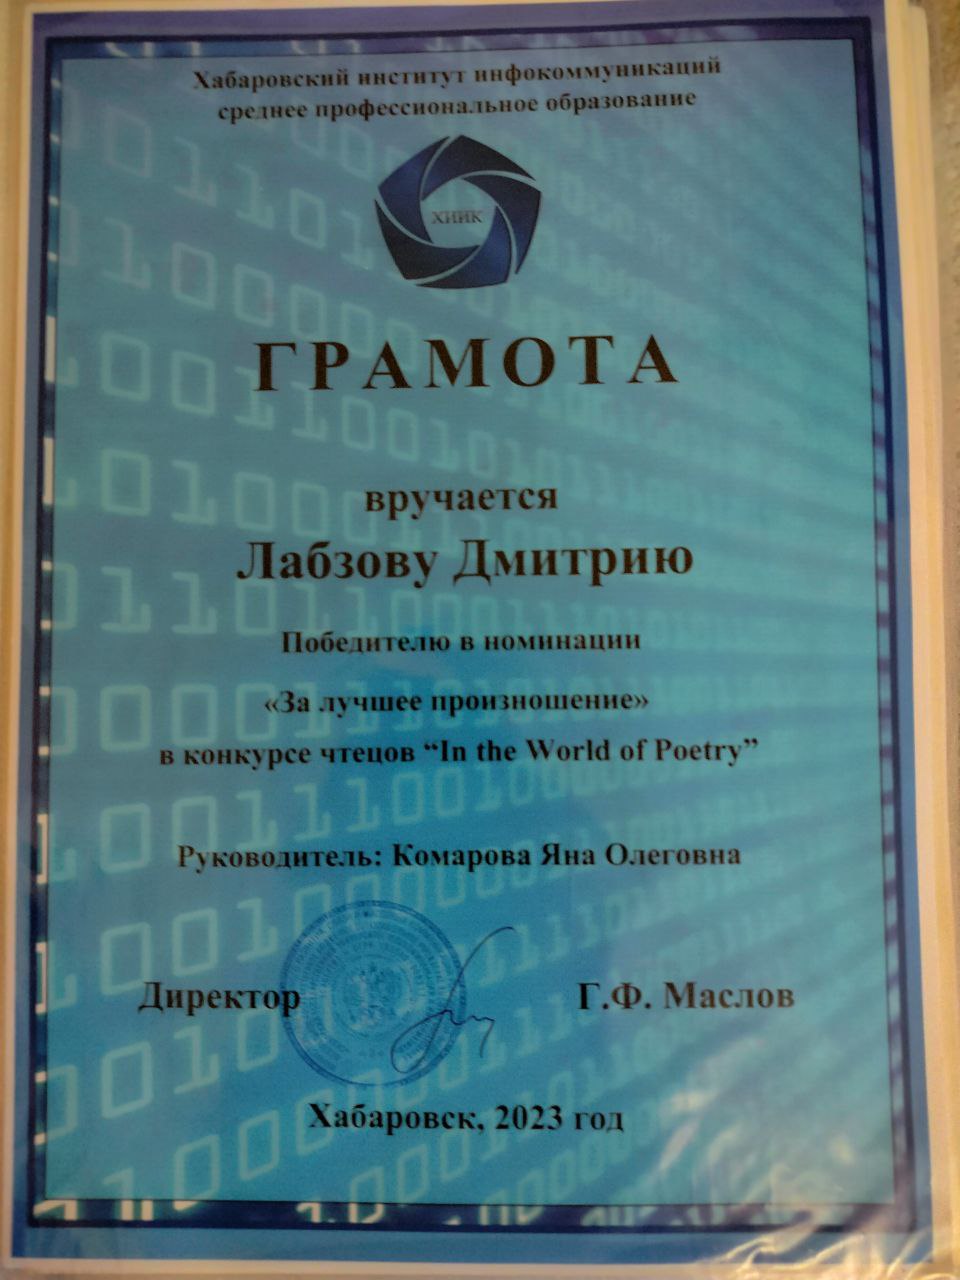 Хабаровский институт инфокоммуникаций
среднее профессиональное образование
ХИИК
ГРАМОТА
вручается
Лабзову Дмитрию
Победителю в номинации
«За лучшее произношение»
в конкурсе чтецов “In the World of Poetry”
Руководитель: Комарова Яна Олеговна
Директор Г.Ф. Маслов
Хабаровск, 2023 год